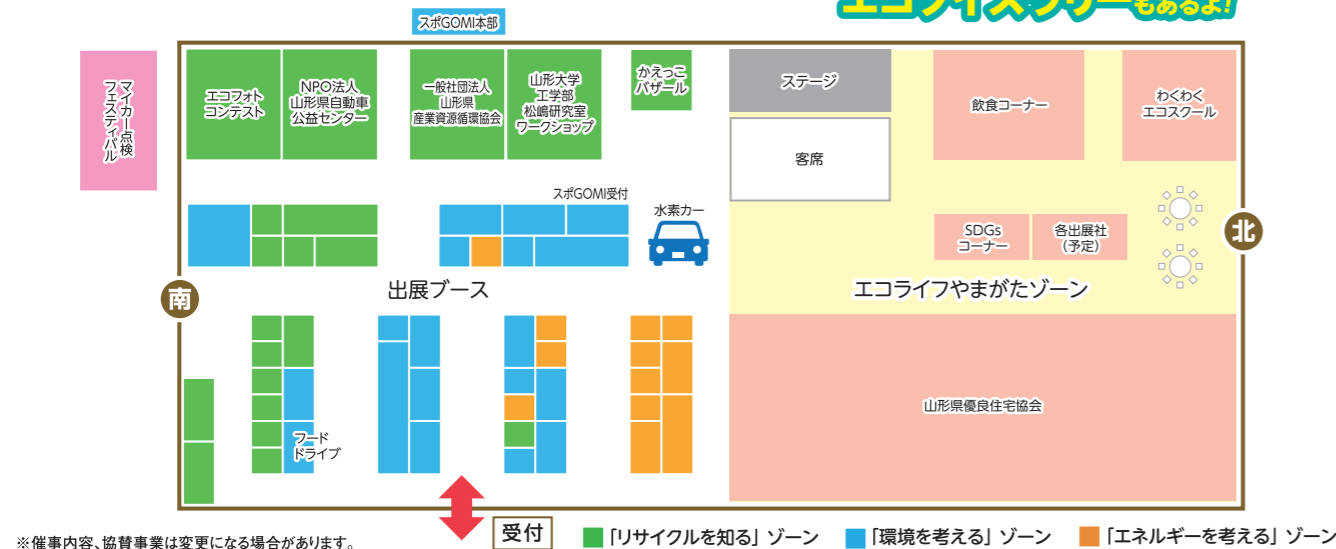 エコライフラリーもあるよ!
スポGOMI本部
マイカー点検
フェスティバル
エコフォト
コンテスト
NPO法人
山形県自動車
公益センター
一般社団法人
山形県
産業資源循環協会
山形大学
工学部
松嶋研究室
ワークショップ
かえっこ
バザール
ステージ
客席
飲食コーナー
わくわく
エコスクール
スポGOMI受付
水素カー
SDGs
コーナー
各出展社
(予定)
北
南
出展ブース
エコライフやまがたゾーン
フード
ドライブ
山形県優良住宅協会
受付
「リサイクルを知る」ゾーン
「環境を考える」ゾーン
「エネルギーを考える」ゾーン
※催事内容、協賛事業は変更になる場合があります。